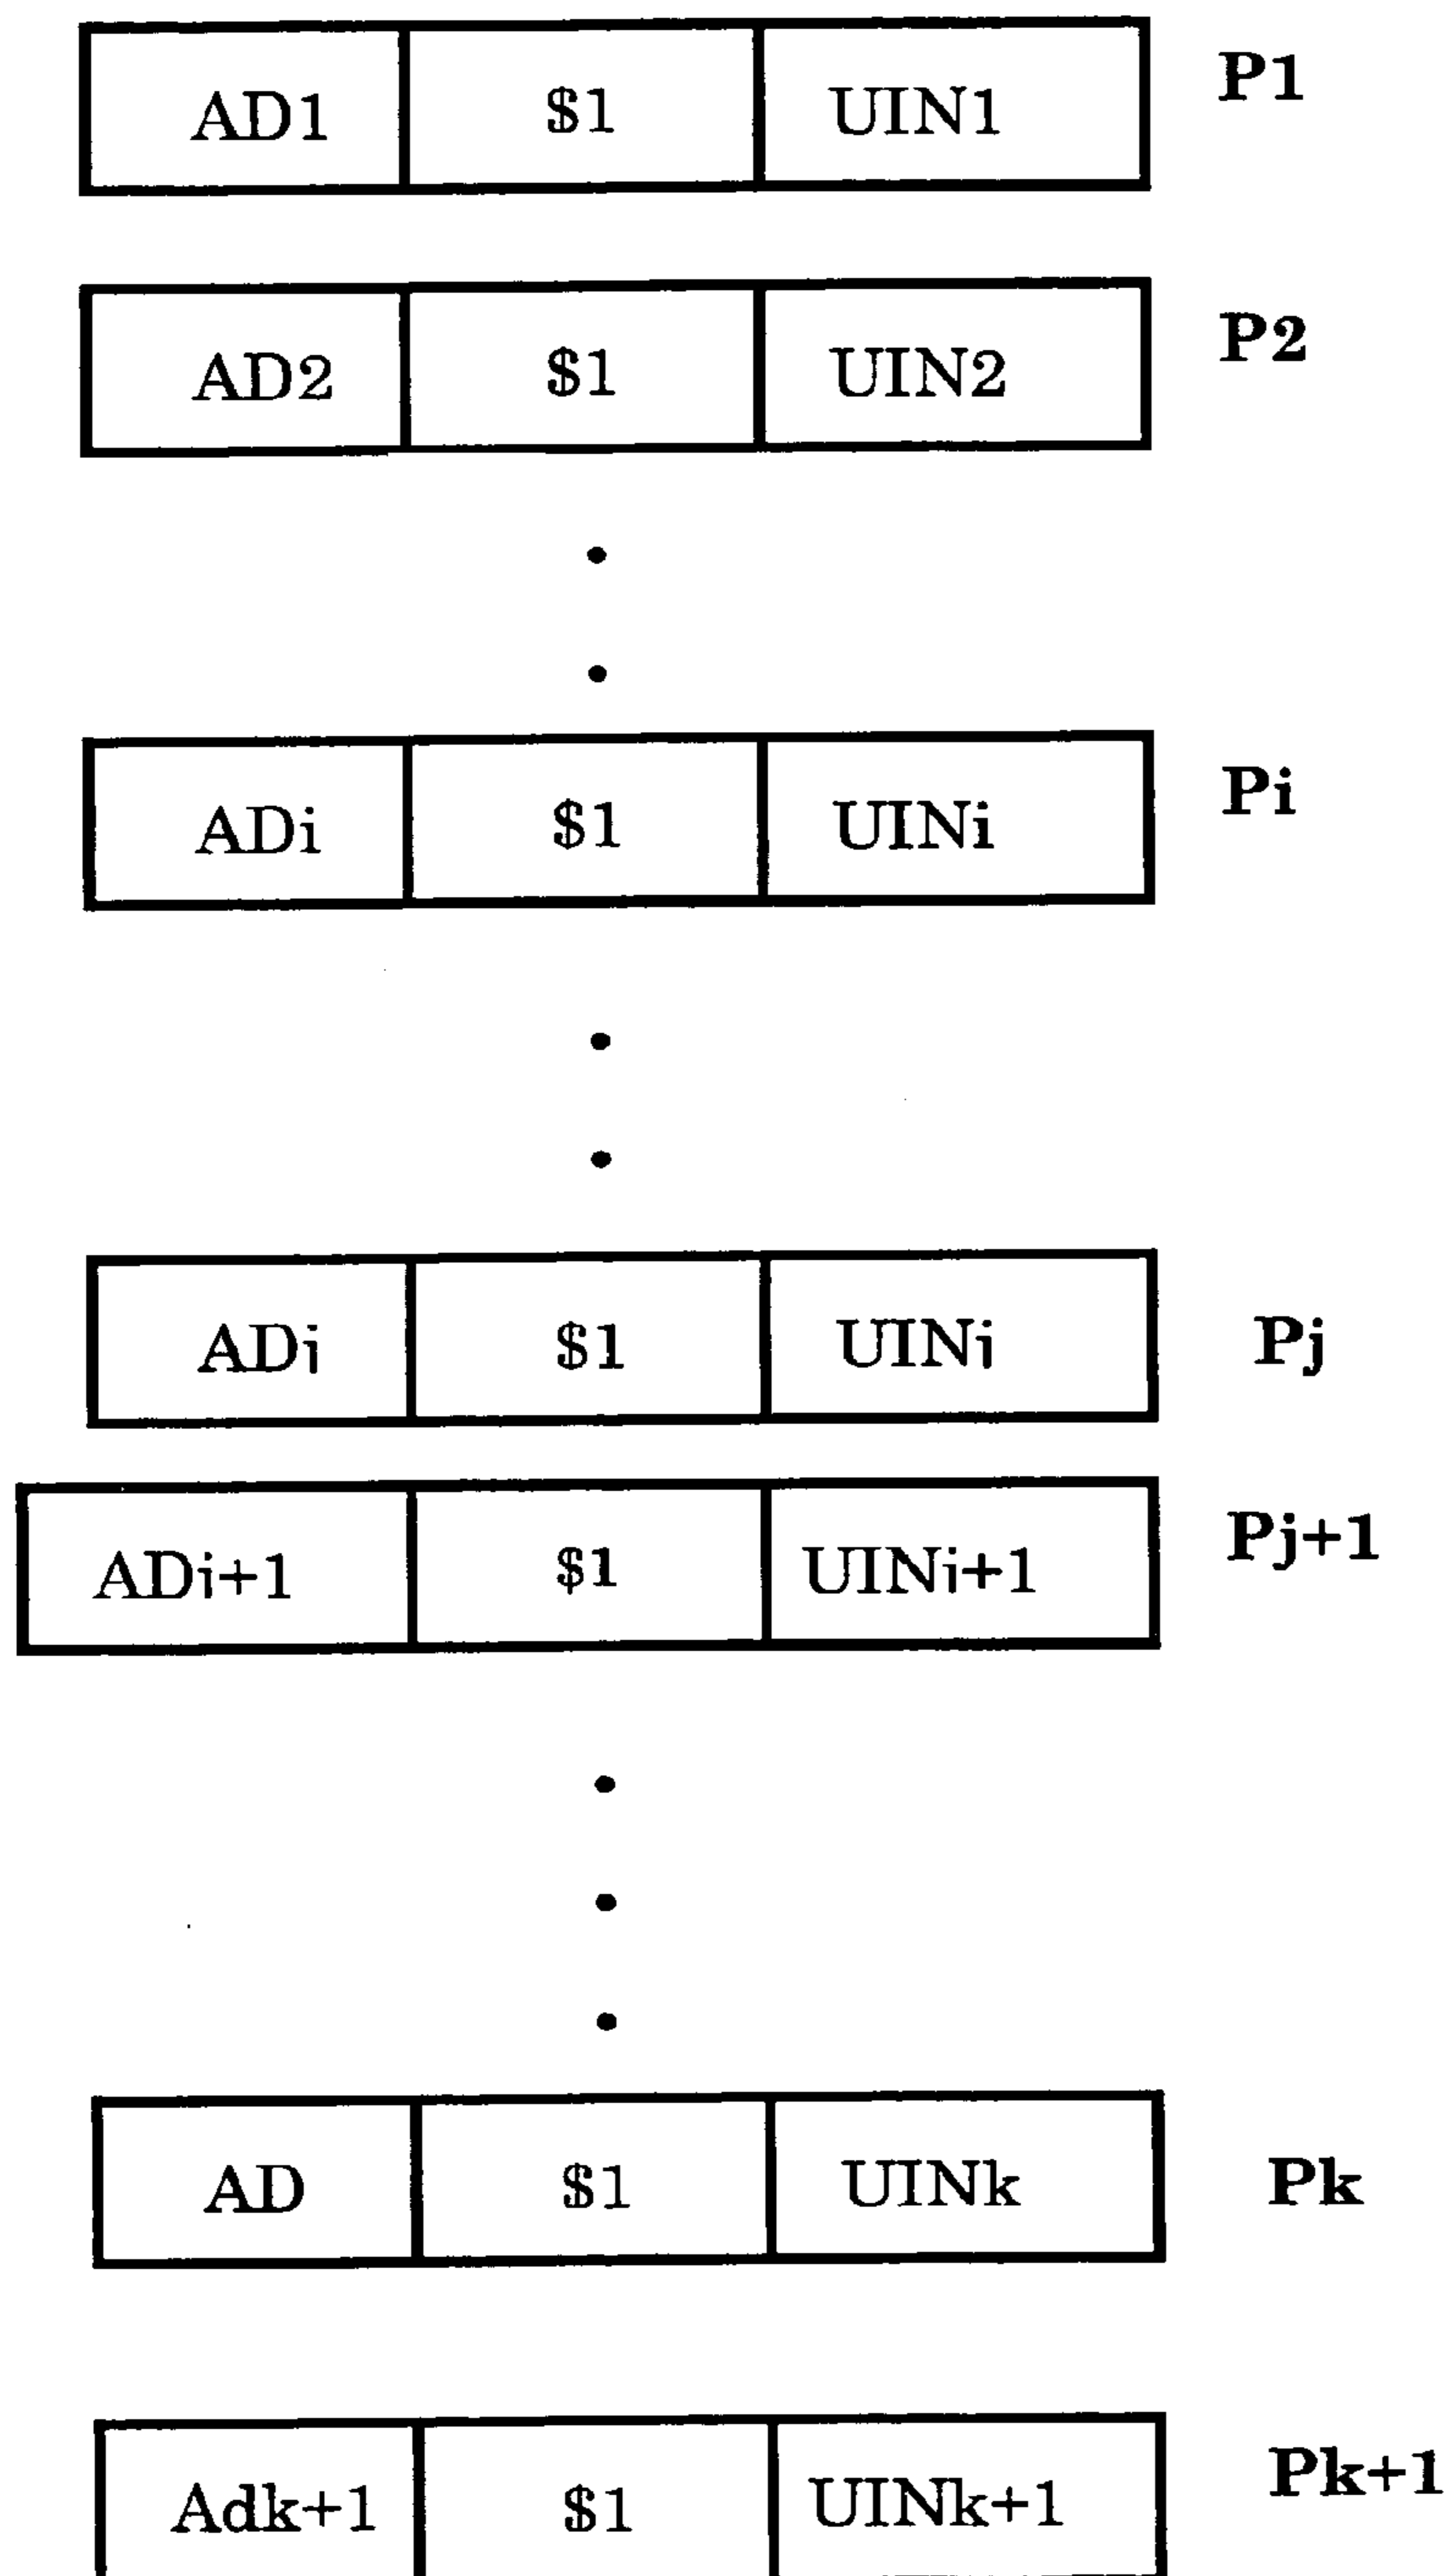 AD1 $1 UIN1 P1
AD2 $1 UIN2 P2
ADi $1 UINi Pi
ADi $1 UINi Pj
ADi+1 $1 UINi+1 Pj+1
AD $1 UINk Pk
Adk+1 $1 UINk+1 Pk+1